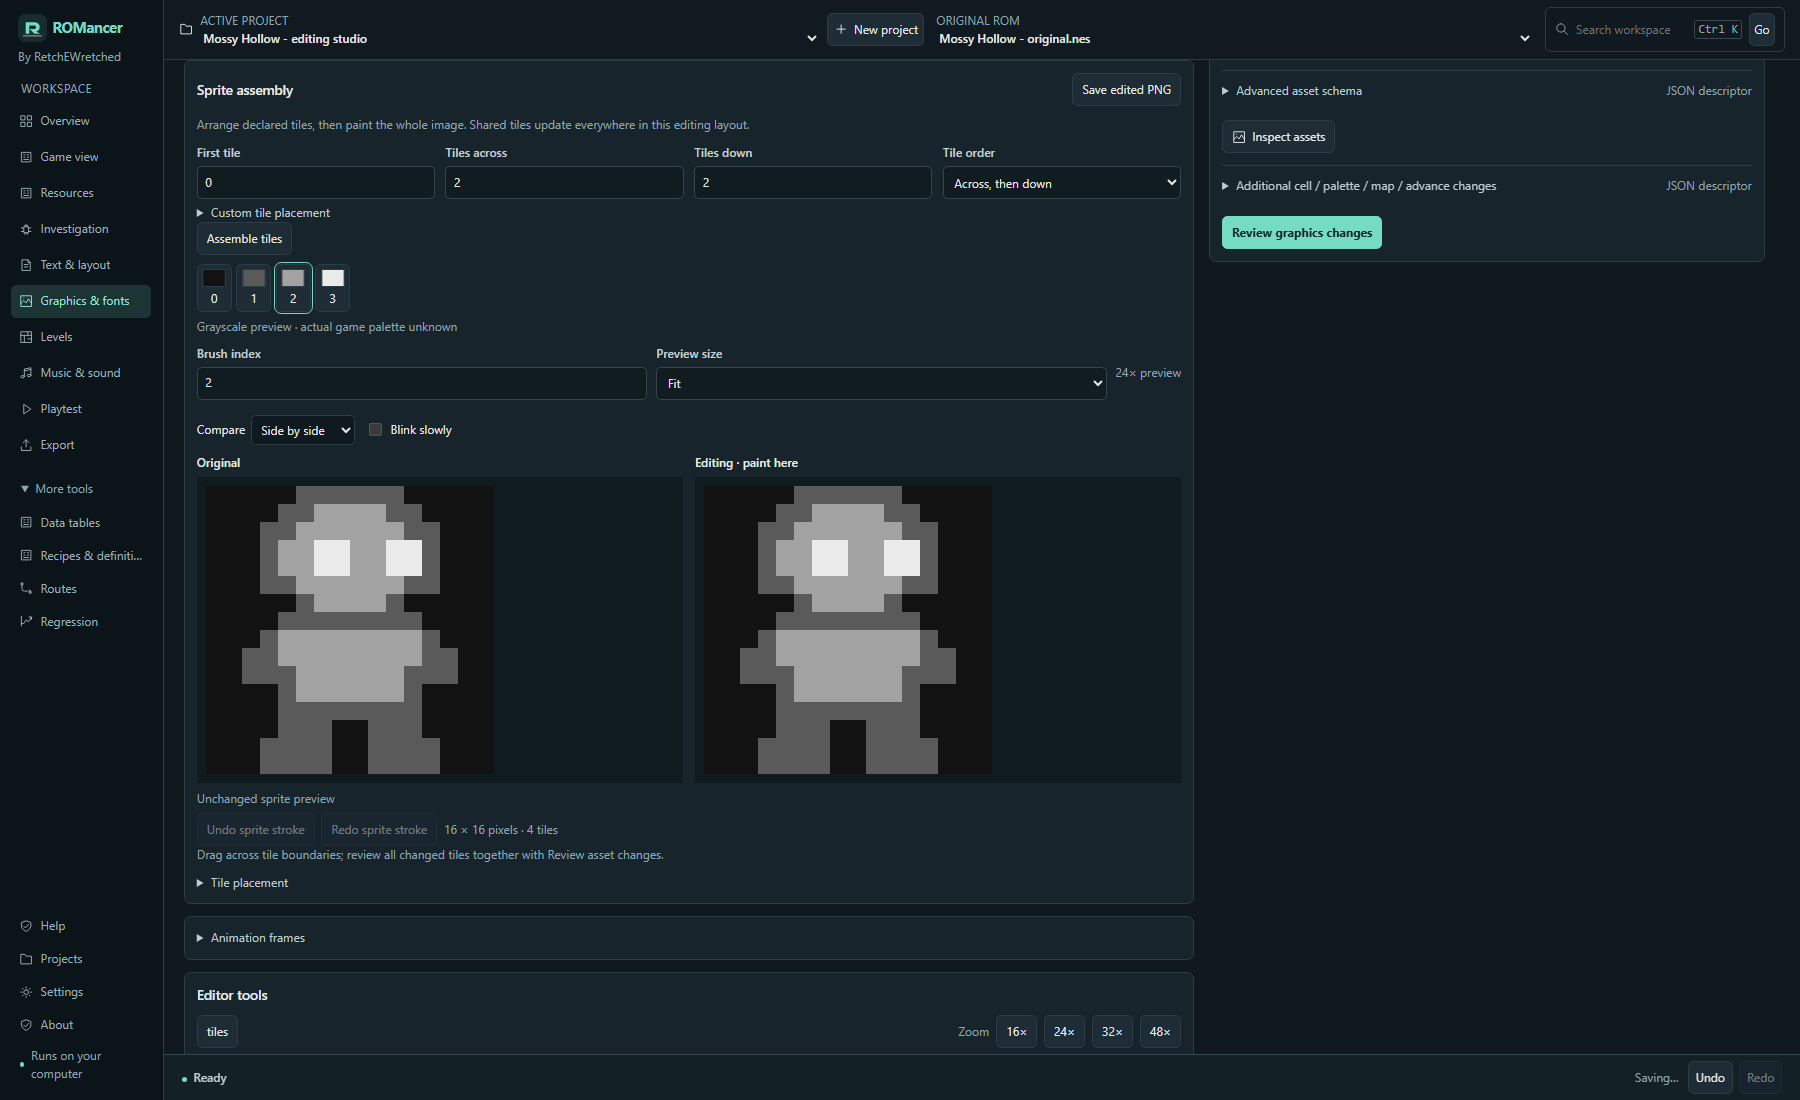 ROMancer
By RetchEWretched
WORKSPACE
Overview
Game view
Resources
Investigation
Text & layout
Graphics & fonts
Levels
Music & sound
Playtest
Export
More tools
Data tables
Recipes & definiti...
Routes
Regression
Help
Projects
Settings
About
Runs on your
computer
ACTIVE PROJECT
Mossy Hollow - editing studio
New project
ORIGINAL ROM
Mossy Hollow - original.nes
Search workspace
Ctrl K
Go
Sprite assembly
Save edited PNG
Arrange declared tiles, then paint the whole image. Shared tiles update everywhere in this editing layout.
First tile
Tiles across
Tiles down
Tile order
0
2
2
Across, then down
Custom tile placement
Assemble tiles
0
1
2
3
Grayscale preview · actual game palette unknown
Brush index
Preview size
2
Fit
24× preview
Compare
Side by side
Blink slowly
Original
Editing · paint here
Unchanged sprite preview
Undo sprite stroke
Redo sprite stroke
16 × 16 pixels · 4 tiles
Drag across tile boundaries; review all changed tiles together with Review asset changes.
Tile placement
Animation frames
Editor tools
tiles
Zoom
16×
24×
32×
48×
Advanced asset schema
JSON descriptor
Inspect assets
Additional cell / palette / map / advance changes
JSON descriptor
Review graphics changes
Ready
Saving...
Undo
Redo